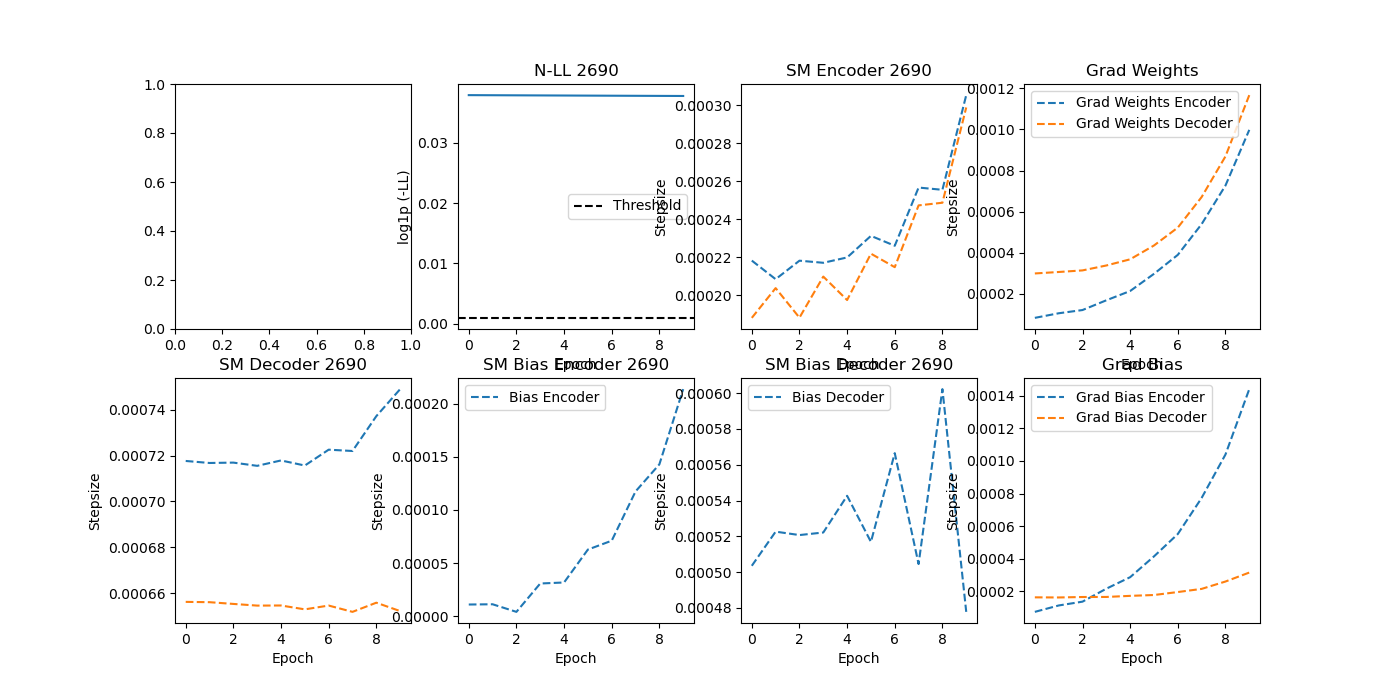 N-LL 2690
SM Encoder 2690
Grad Weights
1.0
0.8
0.6
0.4
0.2
0.0
0.0 0.2 0.4 0.6 0.8 1.0
log1p (-LL)
0.03
0.02
0.01
0.00
Threshold
0 2 4 6 8
Epoch
Stepsize
0.00030
0.00028
0.00026
0.00024
0.00022
0.00020
0 2 4 6 8
Epoch
Stepsize
0.0012
0.0010
0.0008
0.0006
0.0004
0.0002
Grad Weights Encoder
Grad Weights Decoder
0 2 4 6 8
Epoch
SM Decoder 2690
SM Bias Encoder 2690
SM Bias Decoder 2690
Grad Bias
Stepsize
0.00074
0.00072
0.00070
0.00068
0.00066
0 2 4 6 8
Epoch
Stepsize
0.00020
0.00015
0.00010
0.00005
0.00000
Bias Encoder
0 2 4 6 8
Epoch
Stepsize
0.00060
0.00058
0.00056
0.00054
0.00052
0.00050
0.00048
Bias Decoder
0 2 4 6 8
Epoch
Stepsize
0.0014
0.0012
0.0010
0.0008
0.0006
0.0004
0.0002
Grad Bias Encoder
Grad Bias Decoder
0 2 4 6 8
Epoch